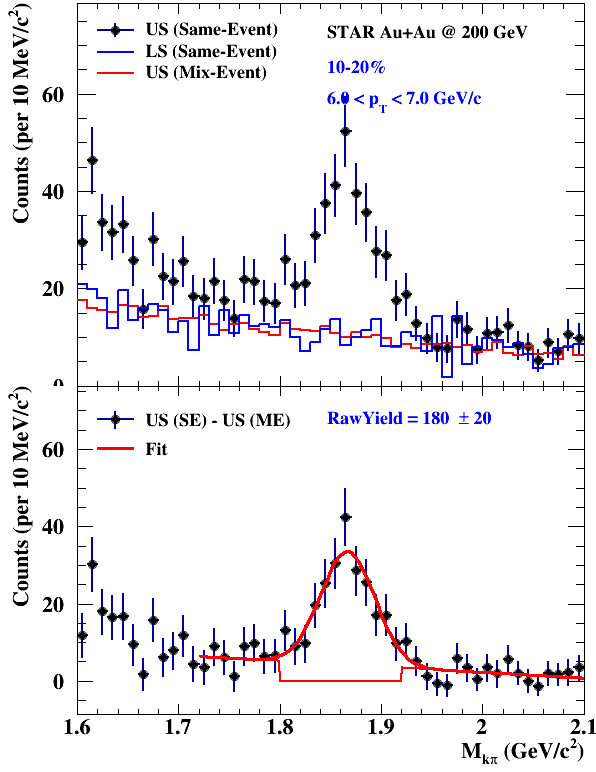 US (Same-Event)
LS (Same-Event)
US (Mix-Event)
STAR Au+Au @ 200 GeV
10-20%
6.0 < p_T < 7.0 GeV/c
Counts (per 10 MeV/c²)
60
40
20
0
US (SE) - US (ME)
Fit
RawYield = 180 ± 20
Counts (per 10 MeV/c²)
60
40
20
0
1.6 1.7 1.8 1.9 2 2.1
M_kπ (GeV/c²)